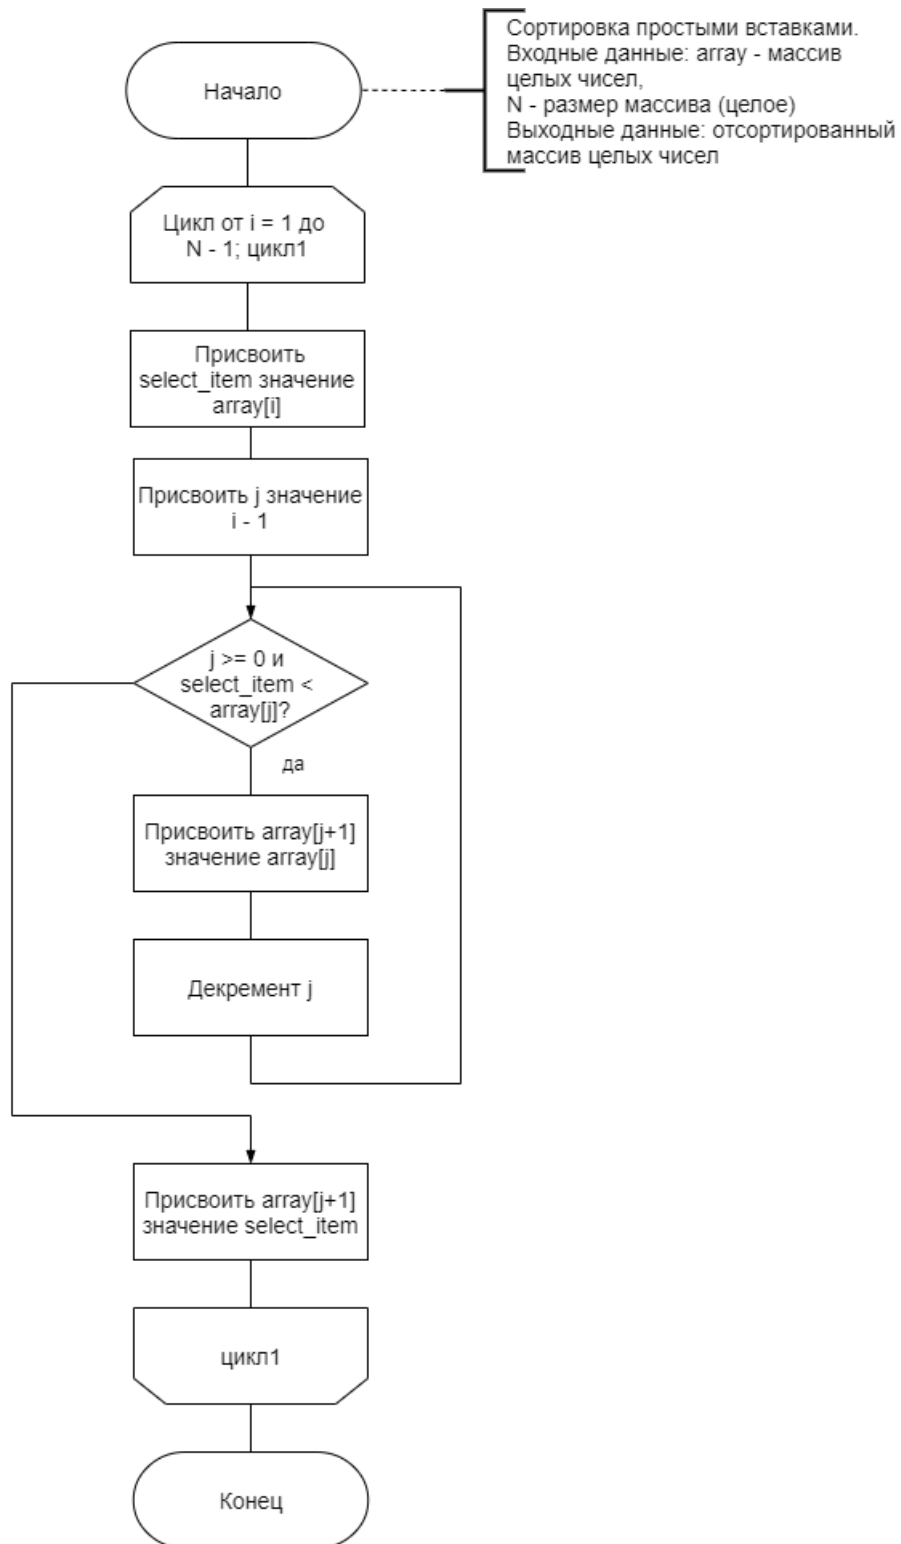 Сортировка простыми вставками.
Входные данные: array - массив
целых чисел,
N - размер массива (целое)
Выходные данные: отсортированный
массив целых чисел
Начало
Цикл от i = 1 до
N - 1; цикл1
Присвоить
select_item значение
array[i]
Присвоить j значение
i - 1
j >= 0 и
select_item <
array[j]?
да
Присвоить array[j+1]
значение array[j]
Декремент j
Присвоить array[j+1]
значение select_item
цикл1
Конец